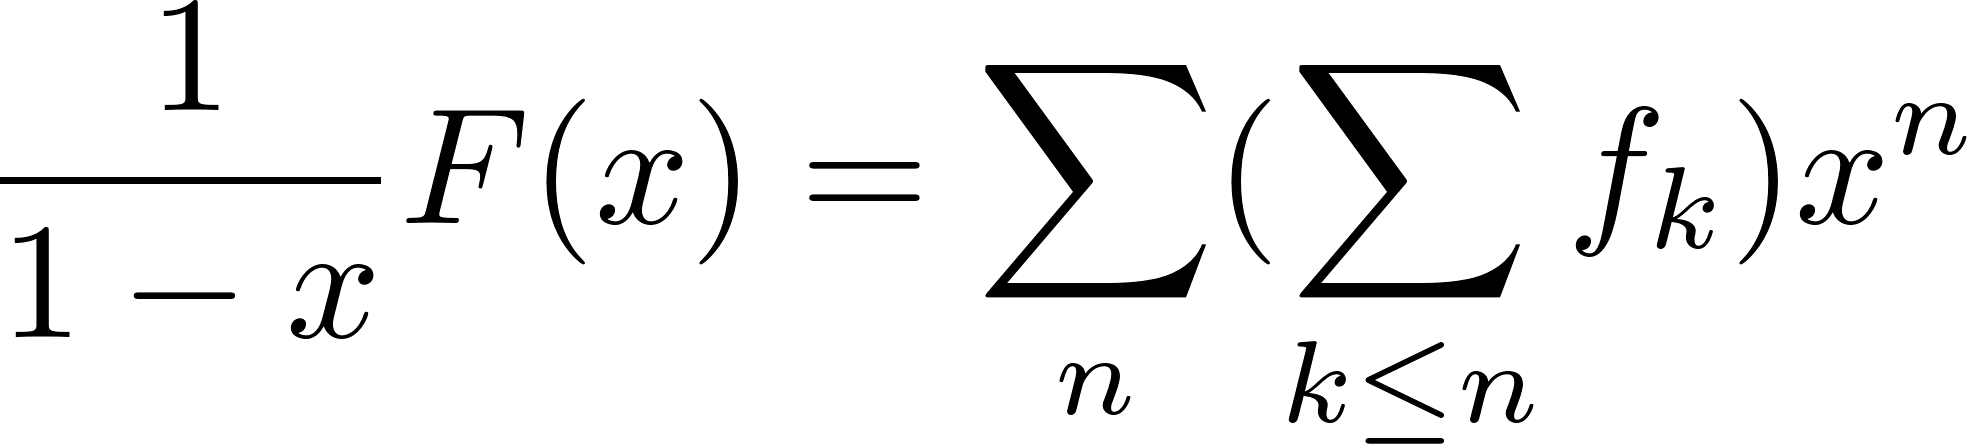 \frac{1}{1-x}F(x) = \sum_{n}(\sum_{k \leq n} f_k)x^n